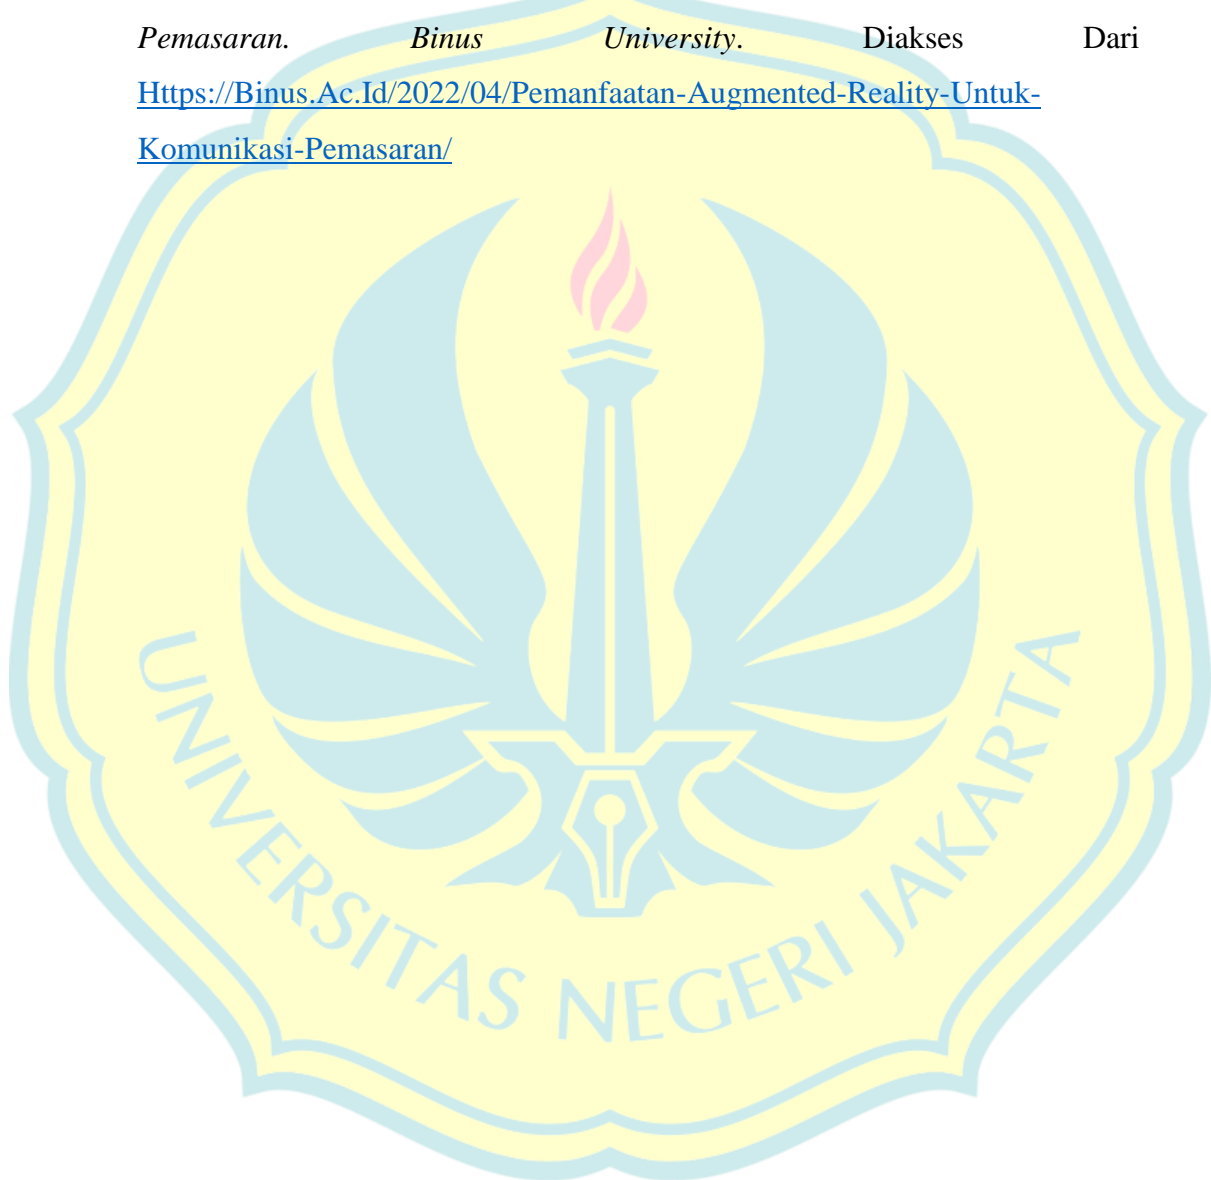 Pemasaran. Binus University. Diakses Dari
Https://Binus.Ac.Id/2022/04/Pemanfaatan-Augmented-Reality-Untuk-
Komunikasi-Pemasaran/
UNIVERSITAS NEGERI JAKARTA